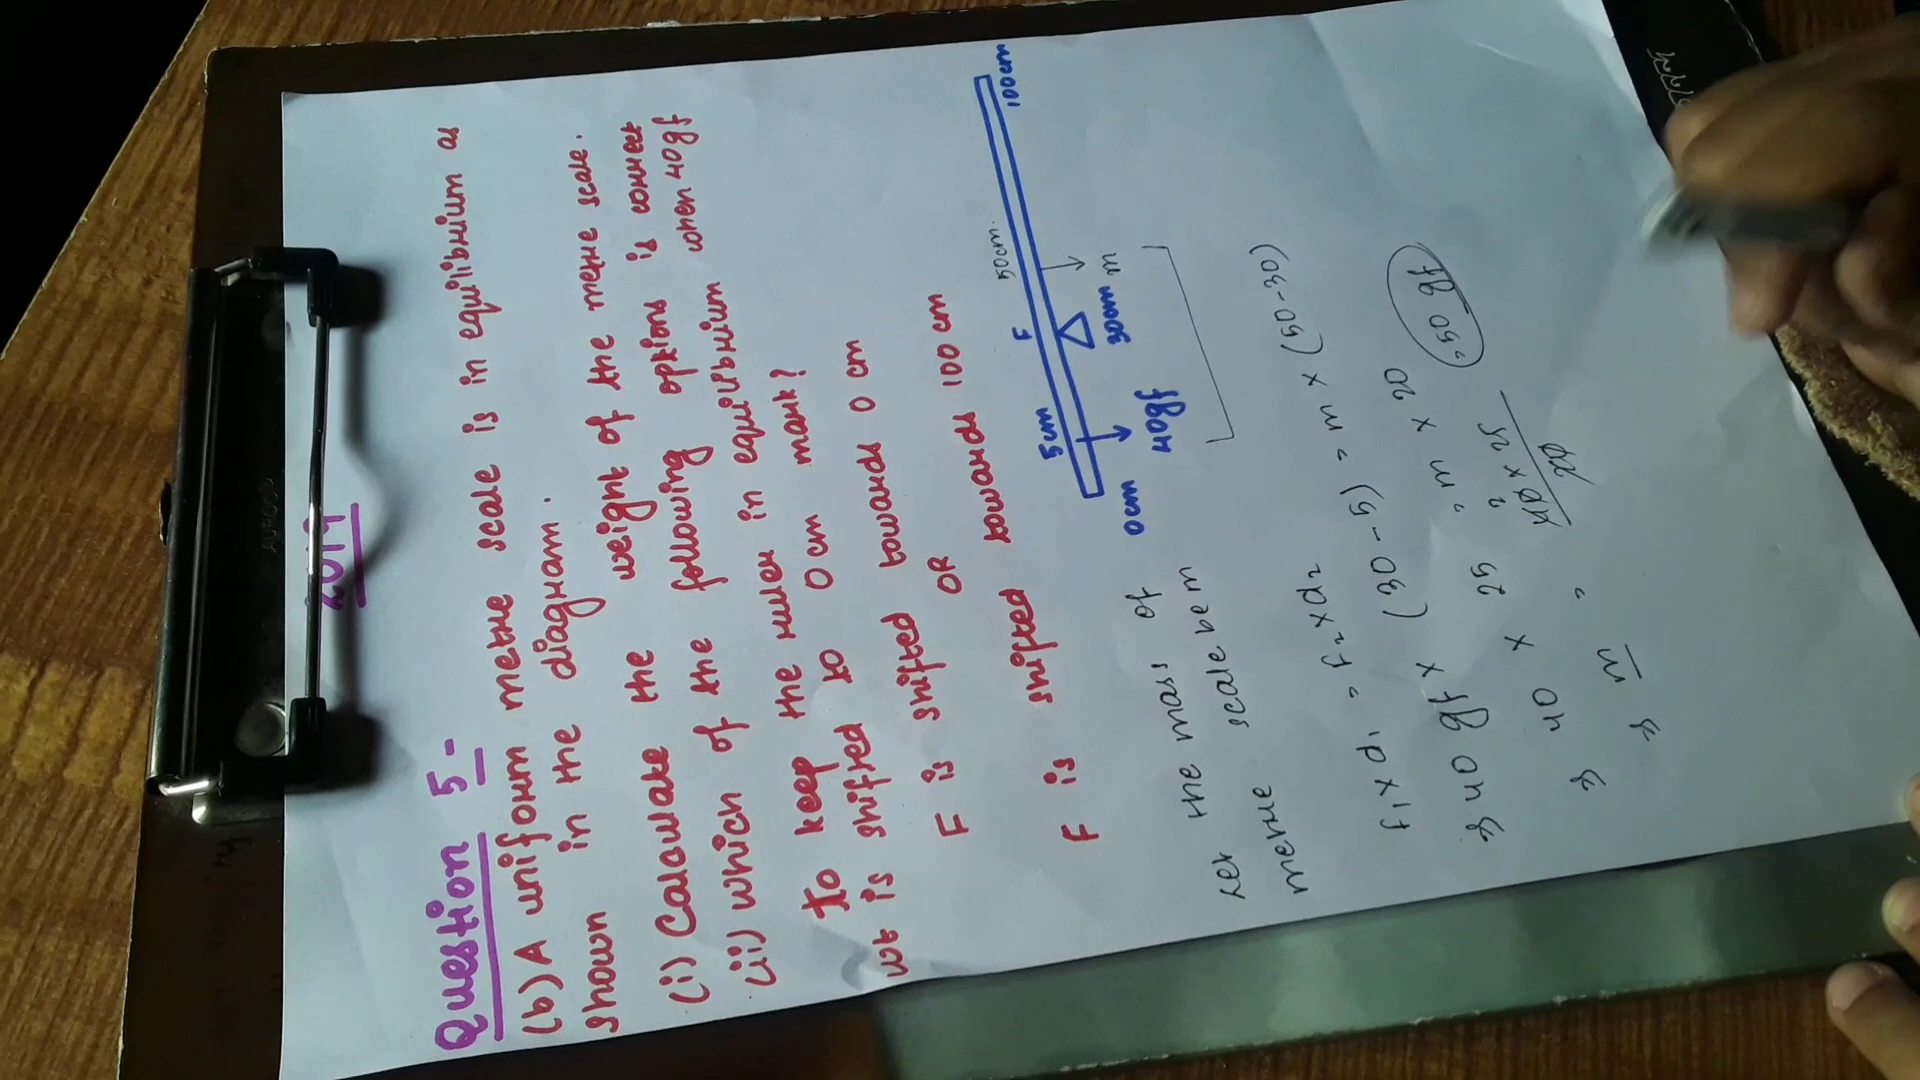 2019
Question 5-
(b) A uniform metre scale is in equilibrium as
shown in the diagram.
(i) Calculate the weight of the metre scale.
(ii) which of the following options is correct
To keep the ruler in equilibrium when 40gf
wt is shifted to 0 cm mark?
F is shifted towards 0 cm
OR
F is shifted towards 100 cm
5cm F 50cm. 100cm
0cm 40gf 30cm m
Let the mass of
metre scale be m
F1 x d1 = F2 x d2
40 gf x (30-5) = m x (50-30)
40 x 25 = m x 20
m = 40 x 25 = 50 gf
2 20